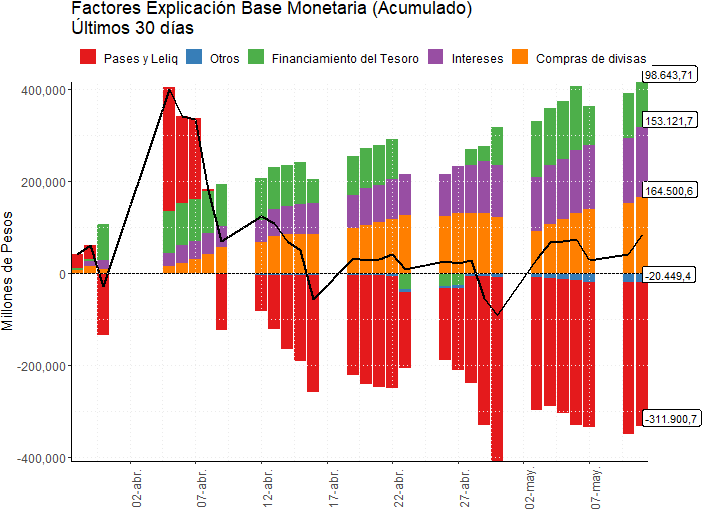 Factores Explicación Base Monetaria (Acumulado)
Últimos 30 días
Pases y Leliq
Otros
Financiamiento del Tesoro
Intereses
Compras de divisas
Millones de Pesos
400,000
200,000
0
-200,000
-400,000
98.643,71
153.121,7
164.500,6
-20.449,4
-311.900,7
02-abr.
07-abr.
12-abr.
17-abr.
22-abr.
27-abr.
02-may.
07-may.